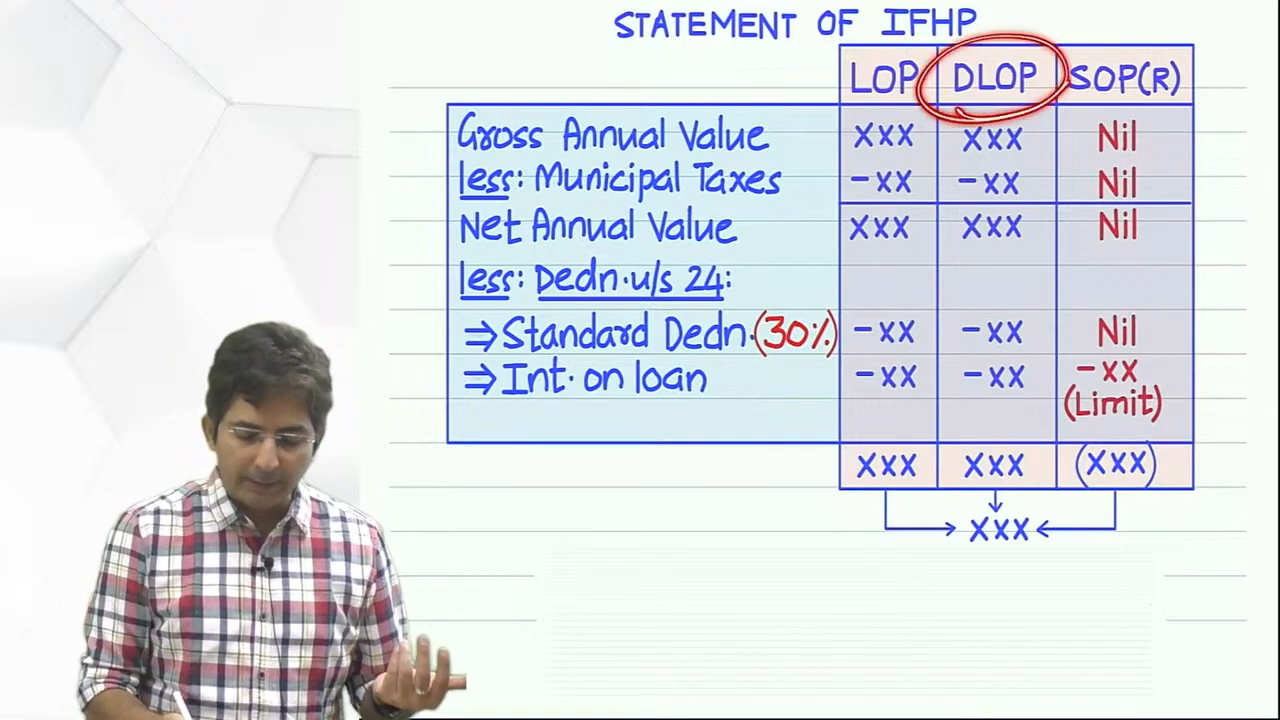 STATEMENT OF IFHP
LOP DLOP SOP(R)
Gross Annual Value XXX XXX Nil
less: Municipal Taxes -XX -XX Nil
Net Annual Value XXX XXX Nil
less: Dedn. u/s 24:
⇒ Standard Dedn. (30%) -XX -XX Nil
⇒ Int. on loan -XX -XX -XX
(Limit)
XXX XXX (XXX)
XXX